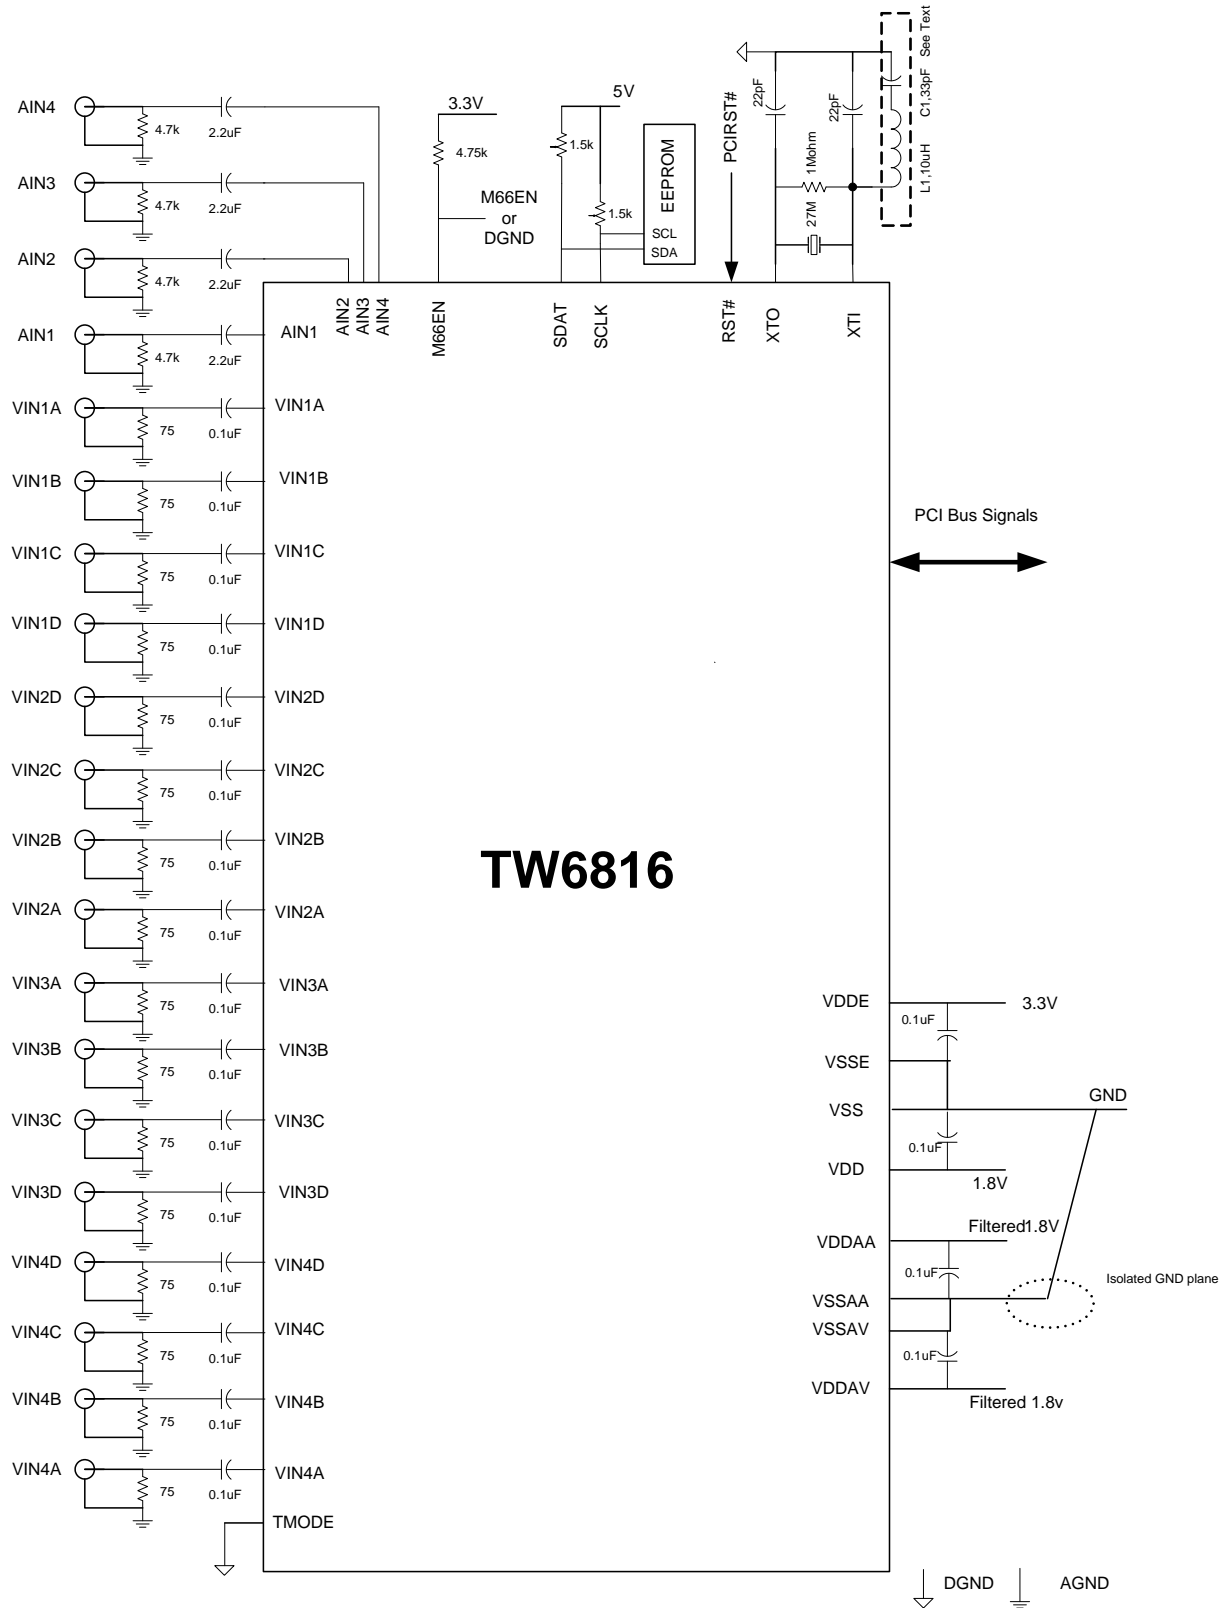 See Text
C1,33pF
L1,10uH
22pF
22pF
1Mohm
27M
PCIRST#
5V
1.5k
1.5k
EEPROM
SCL
SDA
3.3V
4.75k
M66EN
or
DGND
AIN4
4.7k
2.2uF
AIN3
4.7k
2.2uF
AIN2
4.7k
2.2uF
AIN2
AIN3
AIN4
M66EN
SDAT
SCLK
RST#
XTO
XTI
AIN1
4.7k
2.2uF
AIN1
VIN1A
75
0.1uF
VIN1A
VIN1B
75
0.1uF
VIN1B
VIN1C
75
0.1uF
VIN1C
VIN1D
75
0.1uF
VIN1D
VIN2D
75
0.1uF
VIN2D
VIN2C
75
0.1uF
VIN2C
VIN2B
75
0.1uF
VIN2B
VIN2A
75
0.1uF
VIN2A
VIN3A
75
0.1uF
VIN3A
VIN3B
75
0.1uF
VIN3B
VIN3C
75
0.1uF
VIN3C
VIN3D
75
0.1uF
VIN3D
VIN4D
75
0.1uF
VIN4D
VIN4C
75
0.1uF
VIN4C
VIN4B
75
0.1uF
VIN4B
VIN4A
75
0.1uF
VIN4A
TMODE
TW6816
PCI Bus Signals
VDDE
0.1uF
3.3V
VSSE
VSS
GND
0.1uF
VDD
1.8V
Filtered1.8V
VDDAA
0.1uF
Isolated GND plane
VSSAA
VSSAV
0.1uF
VDDAV
Filtered 1.8v
DGND
AGND